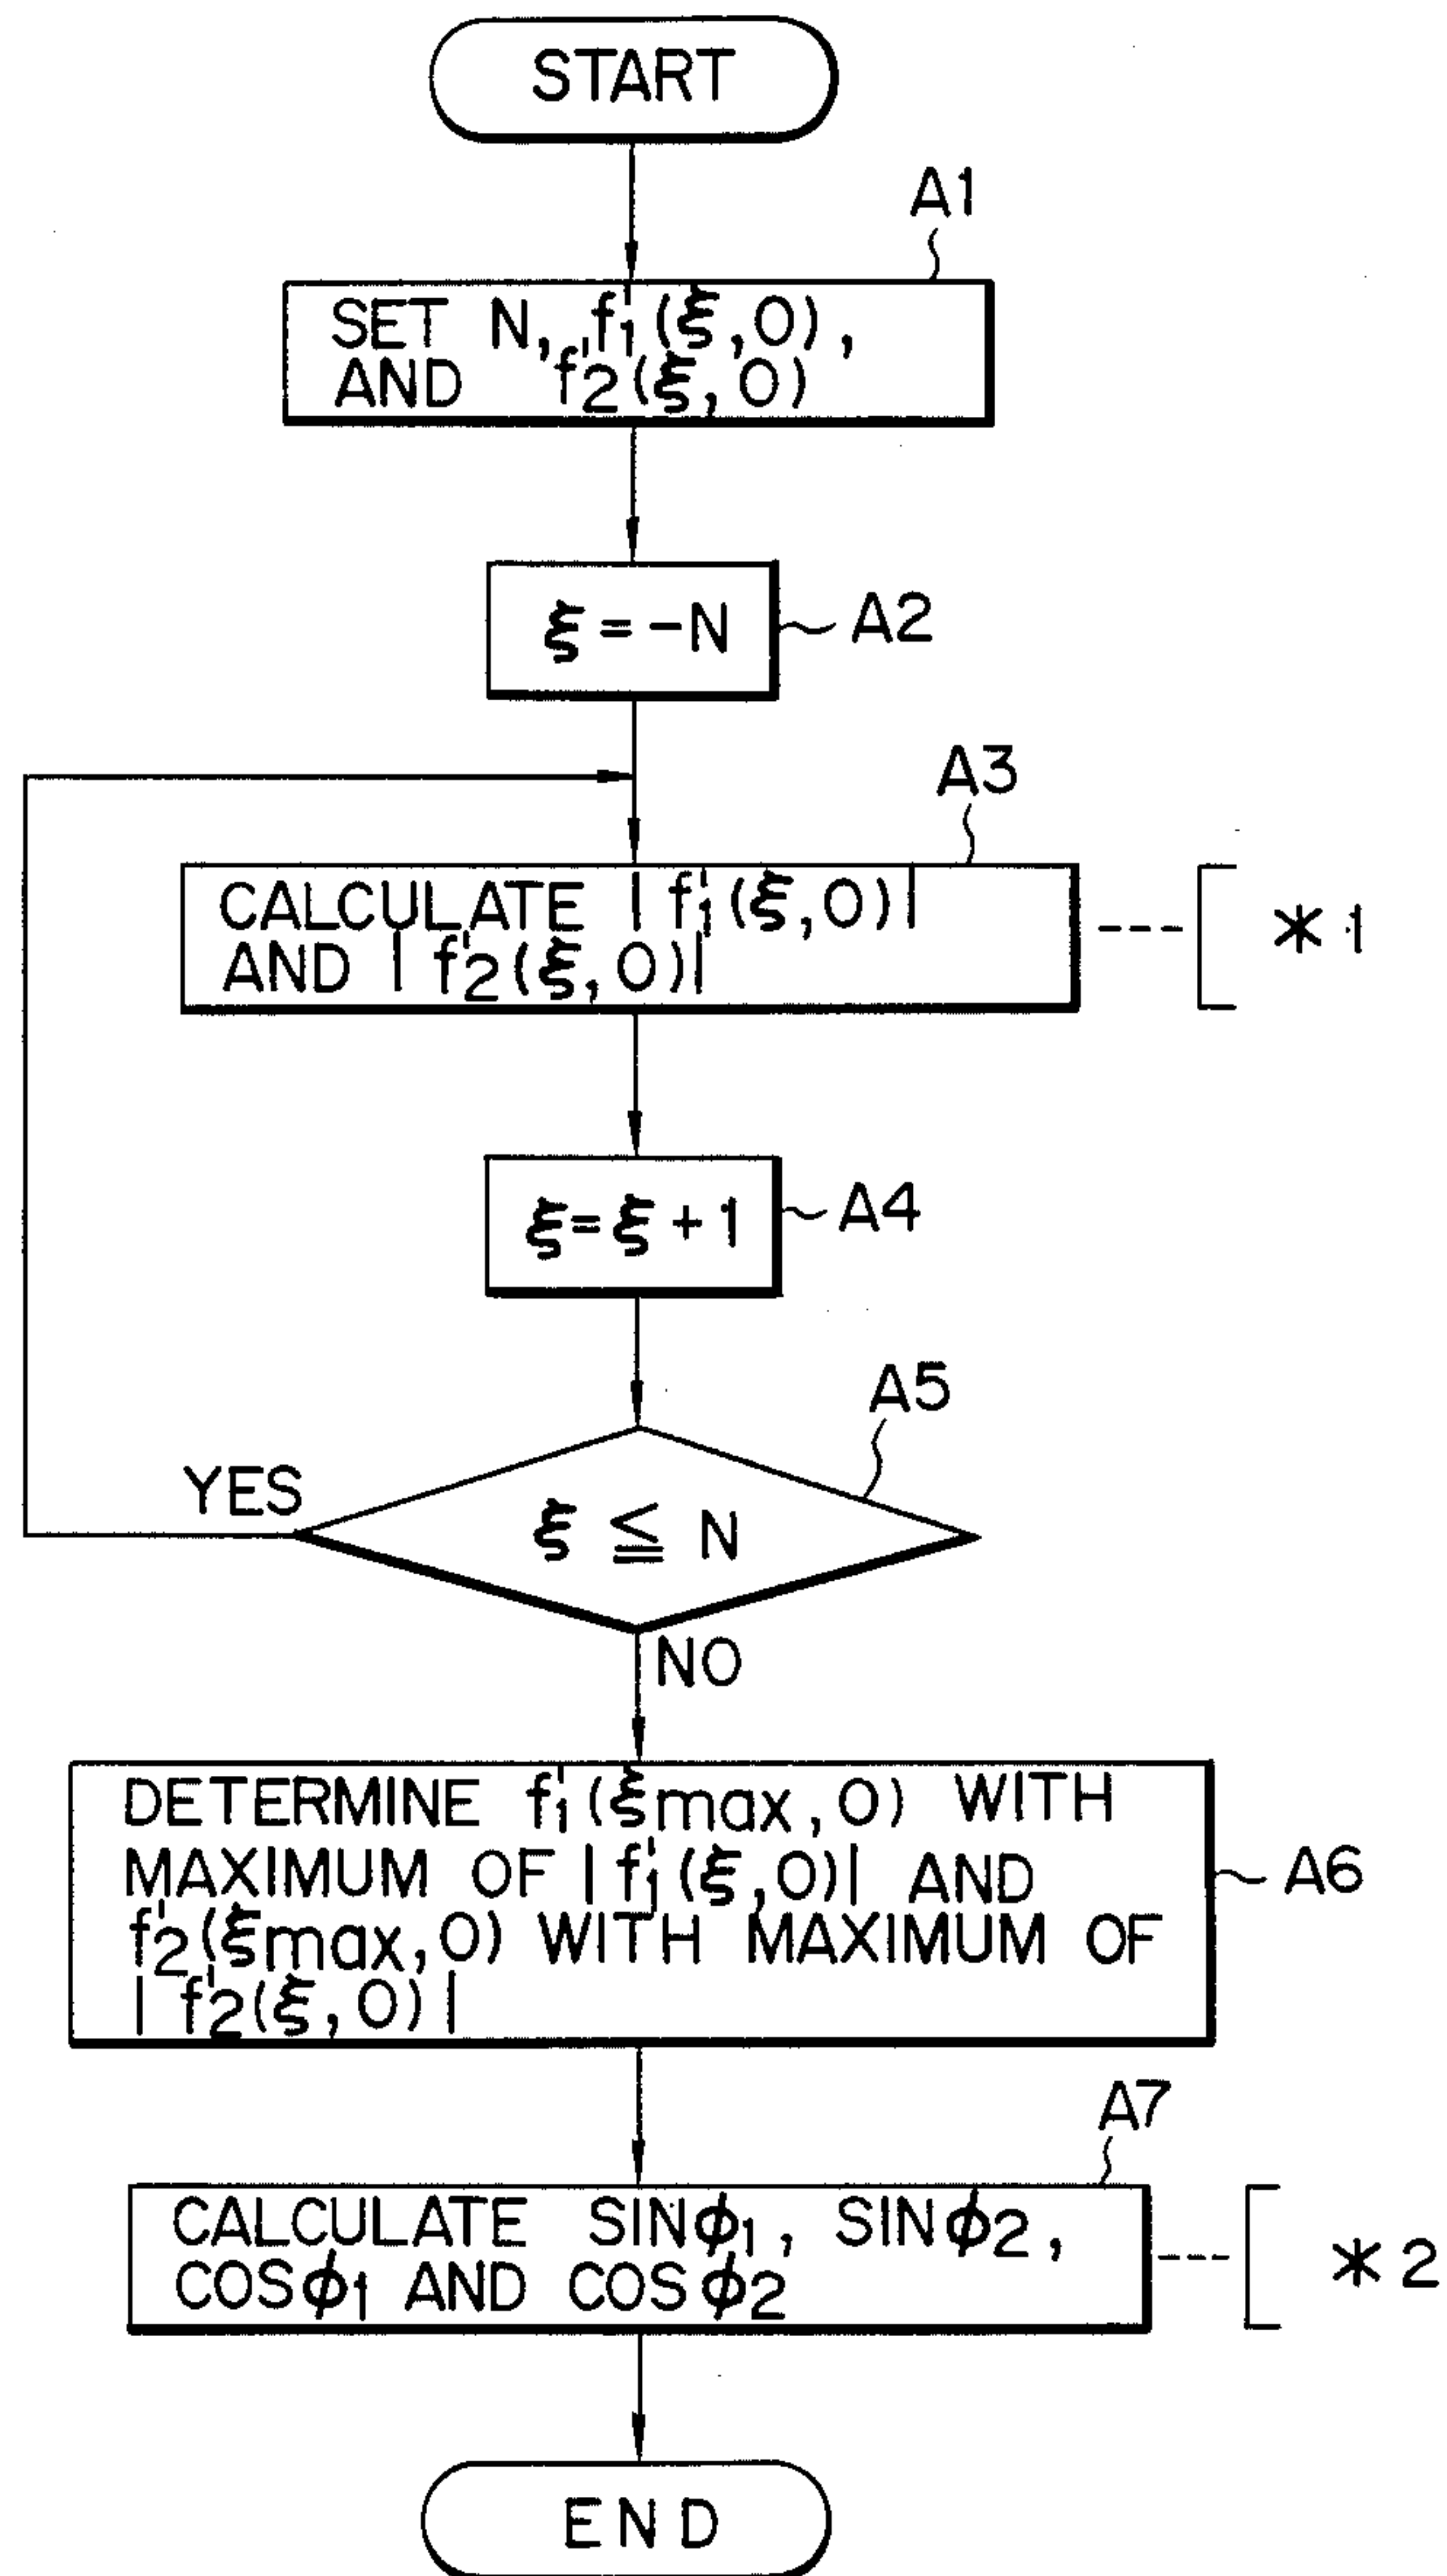 START
A1
SET N, f'1(ξ,0),
AND f'2(ξ,0)
ξ=-N
A2
A3
CALCULATE | f'1(ξ,0)|
AND | f'2(ξ,0)|
*1
ξ=ξ+1
A4
A5
YES
ξ ≦ N
NO
DETERMINE f'1(ξmax,0) WITH
MAXIMUM OF |f'1(ξ,0)| AND
f'2(ξmax,0) WITH MAXIMUM OF
| f'2(ξ,0)|
A6
A7
CALCULATE SINϕ1, SINϕ2,
COSϕ1 AND COSϕ2
*2
END